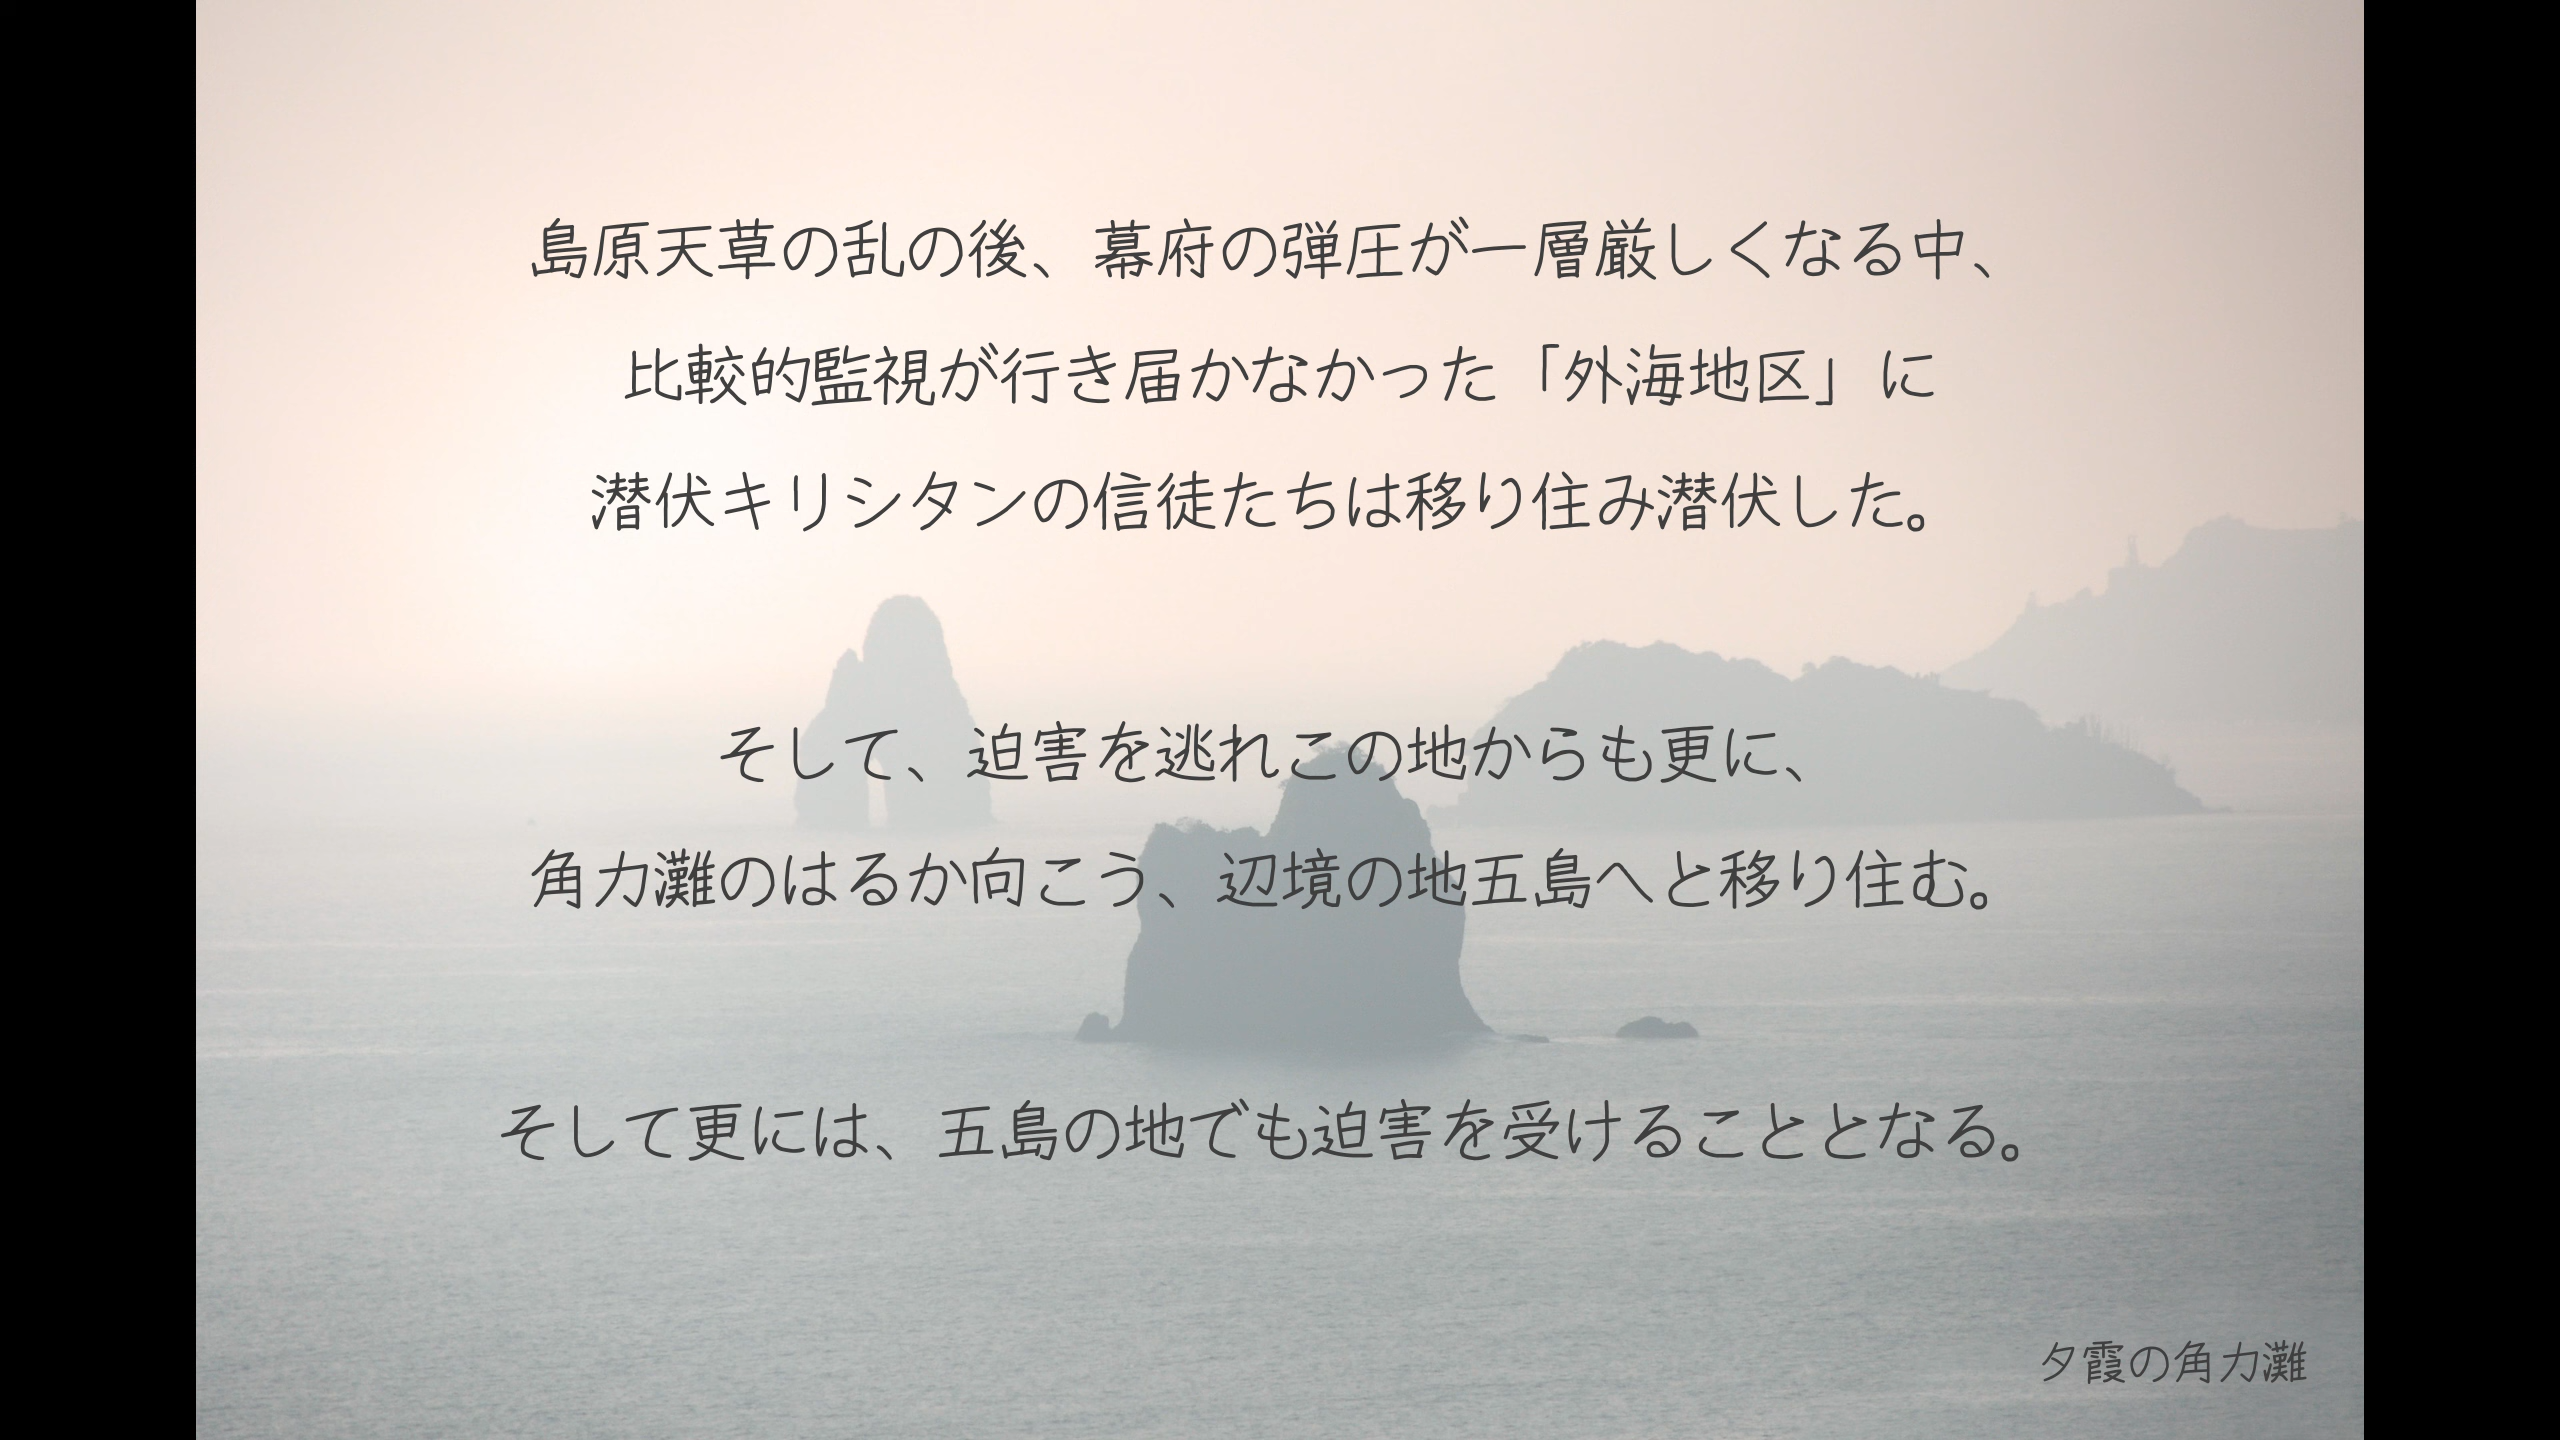 島原天草の乱の後、幕府の弾圧が一層厳しくなる中、
比較的監視が行き届かなかった「外海地区」に
潜伏キリシタンの信徒たちは移り住み潜伏した。
そして、迫害を逃れこの地からも更に、
角力灘のはるか向こう、辺境の地五島へと移り住む。
そして更には、五島の地でも迫害を受けることとなる。
夕霞の角力灘